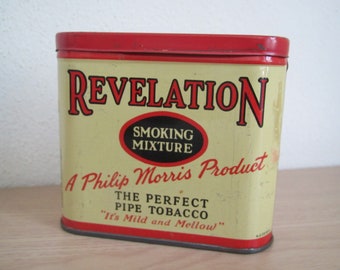 REVELATION
SMOKING
MIXTURE
A Philip Morris Product
THE PERFECT
PIPE TOBACCO
"It's Mild and Mellow"